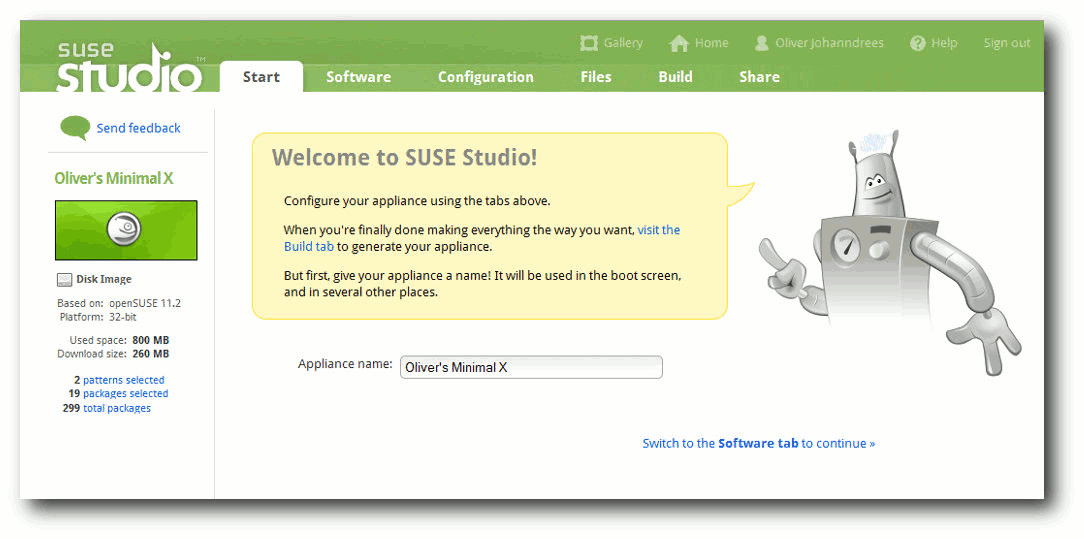 suse
studio™
Gallery
Home
Oliver Johanndrees
Help
Sign out
Start
Software
Configuration
Files
Build
Share
Send feedback
Oliver's Minimal X
Disk Image
Based on: openSUSE 11.2
Platform: 32-bit
Used space: 800 MB
Download size: 260 MB
2 patterns selected
19 packages selected
299 total packages
Welcome to SUSE Studio!
Configure your appliance using the tabs above.
When you're finally done making everything the way you want, visit the
Build tab to generate your appliance.
But first, give your appliance a name! It will be used in the boot screen,
and in several other places.
Appliance name: Oliver's Minimal X
Switch to the Software tab to continue »